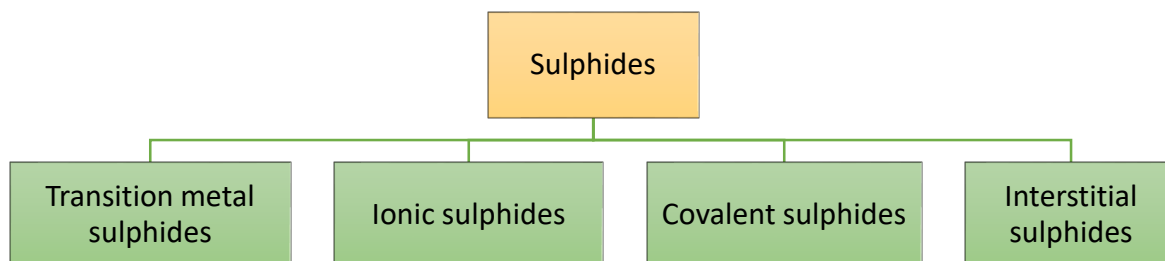 Sulphides
Transition metal
sulphides
Ionic sulphides
Covalent sulphides
Interstitial
sulphides